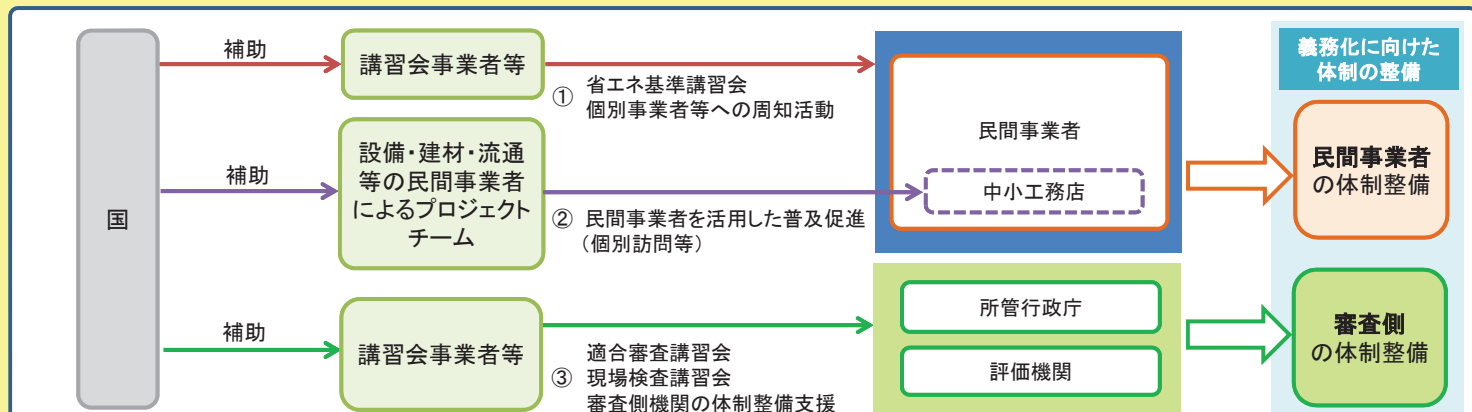 国
補助
講習会事業者等
①
省エネ基準講習会
個別事業者等への周知活動
補助
設備・建材・流通
等の民間事業者
によるプロジェクト
チーム
②
民間事業者を活用した普及促進
（個別訪問等）
補助
講習会事業者等
③
適合審査講習会
現場検査講習会
審査側機関の体制整備支援
民間事業者
中小工務店
所管行政庁
評価機関
義務化に向けた
体制の整備
民間事業者
の体制整備
審査側
の体制整備